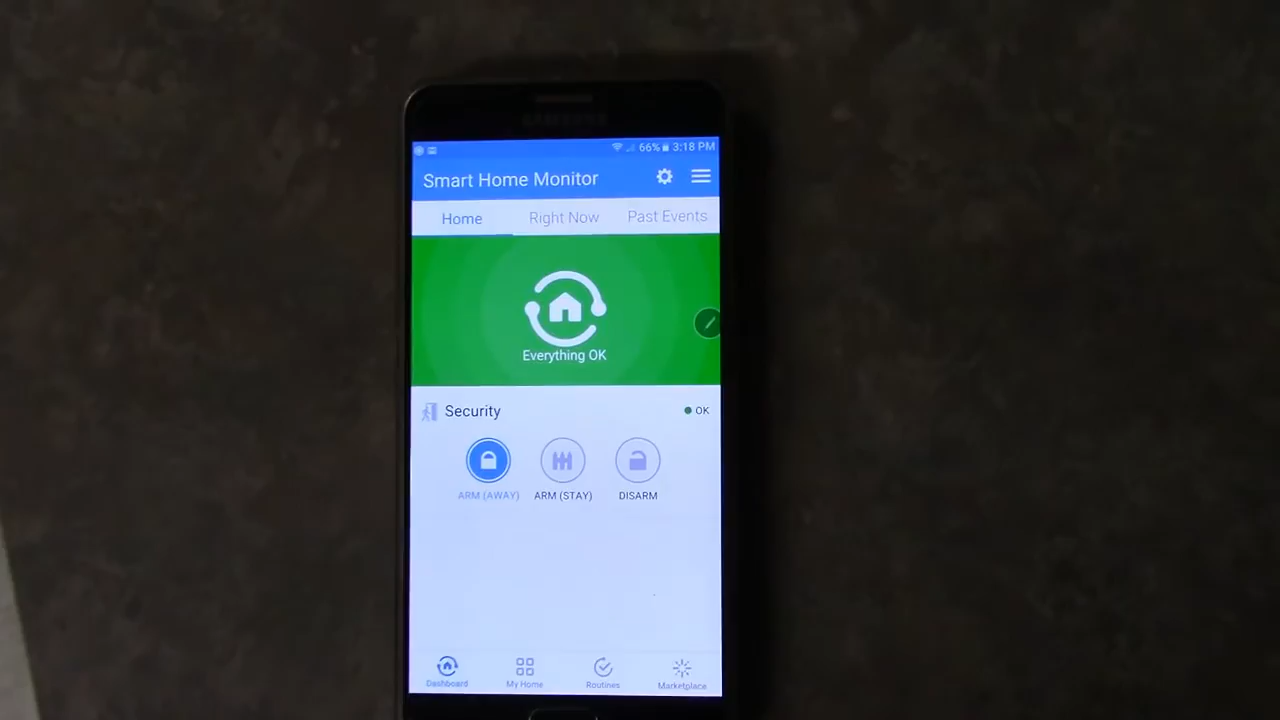 SAMSUNG
66% 3:18 PM
Smart Home Monitor
Home Right Now Past Events
Everything OK
Security OK
ARM (AWAY) ARM (STAY) DISARM
Dashboard My Home Routines Marketplace